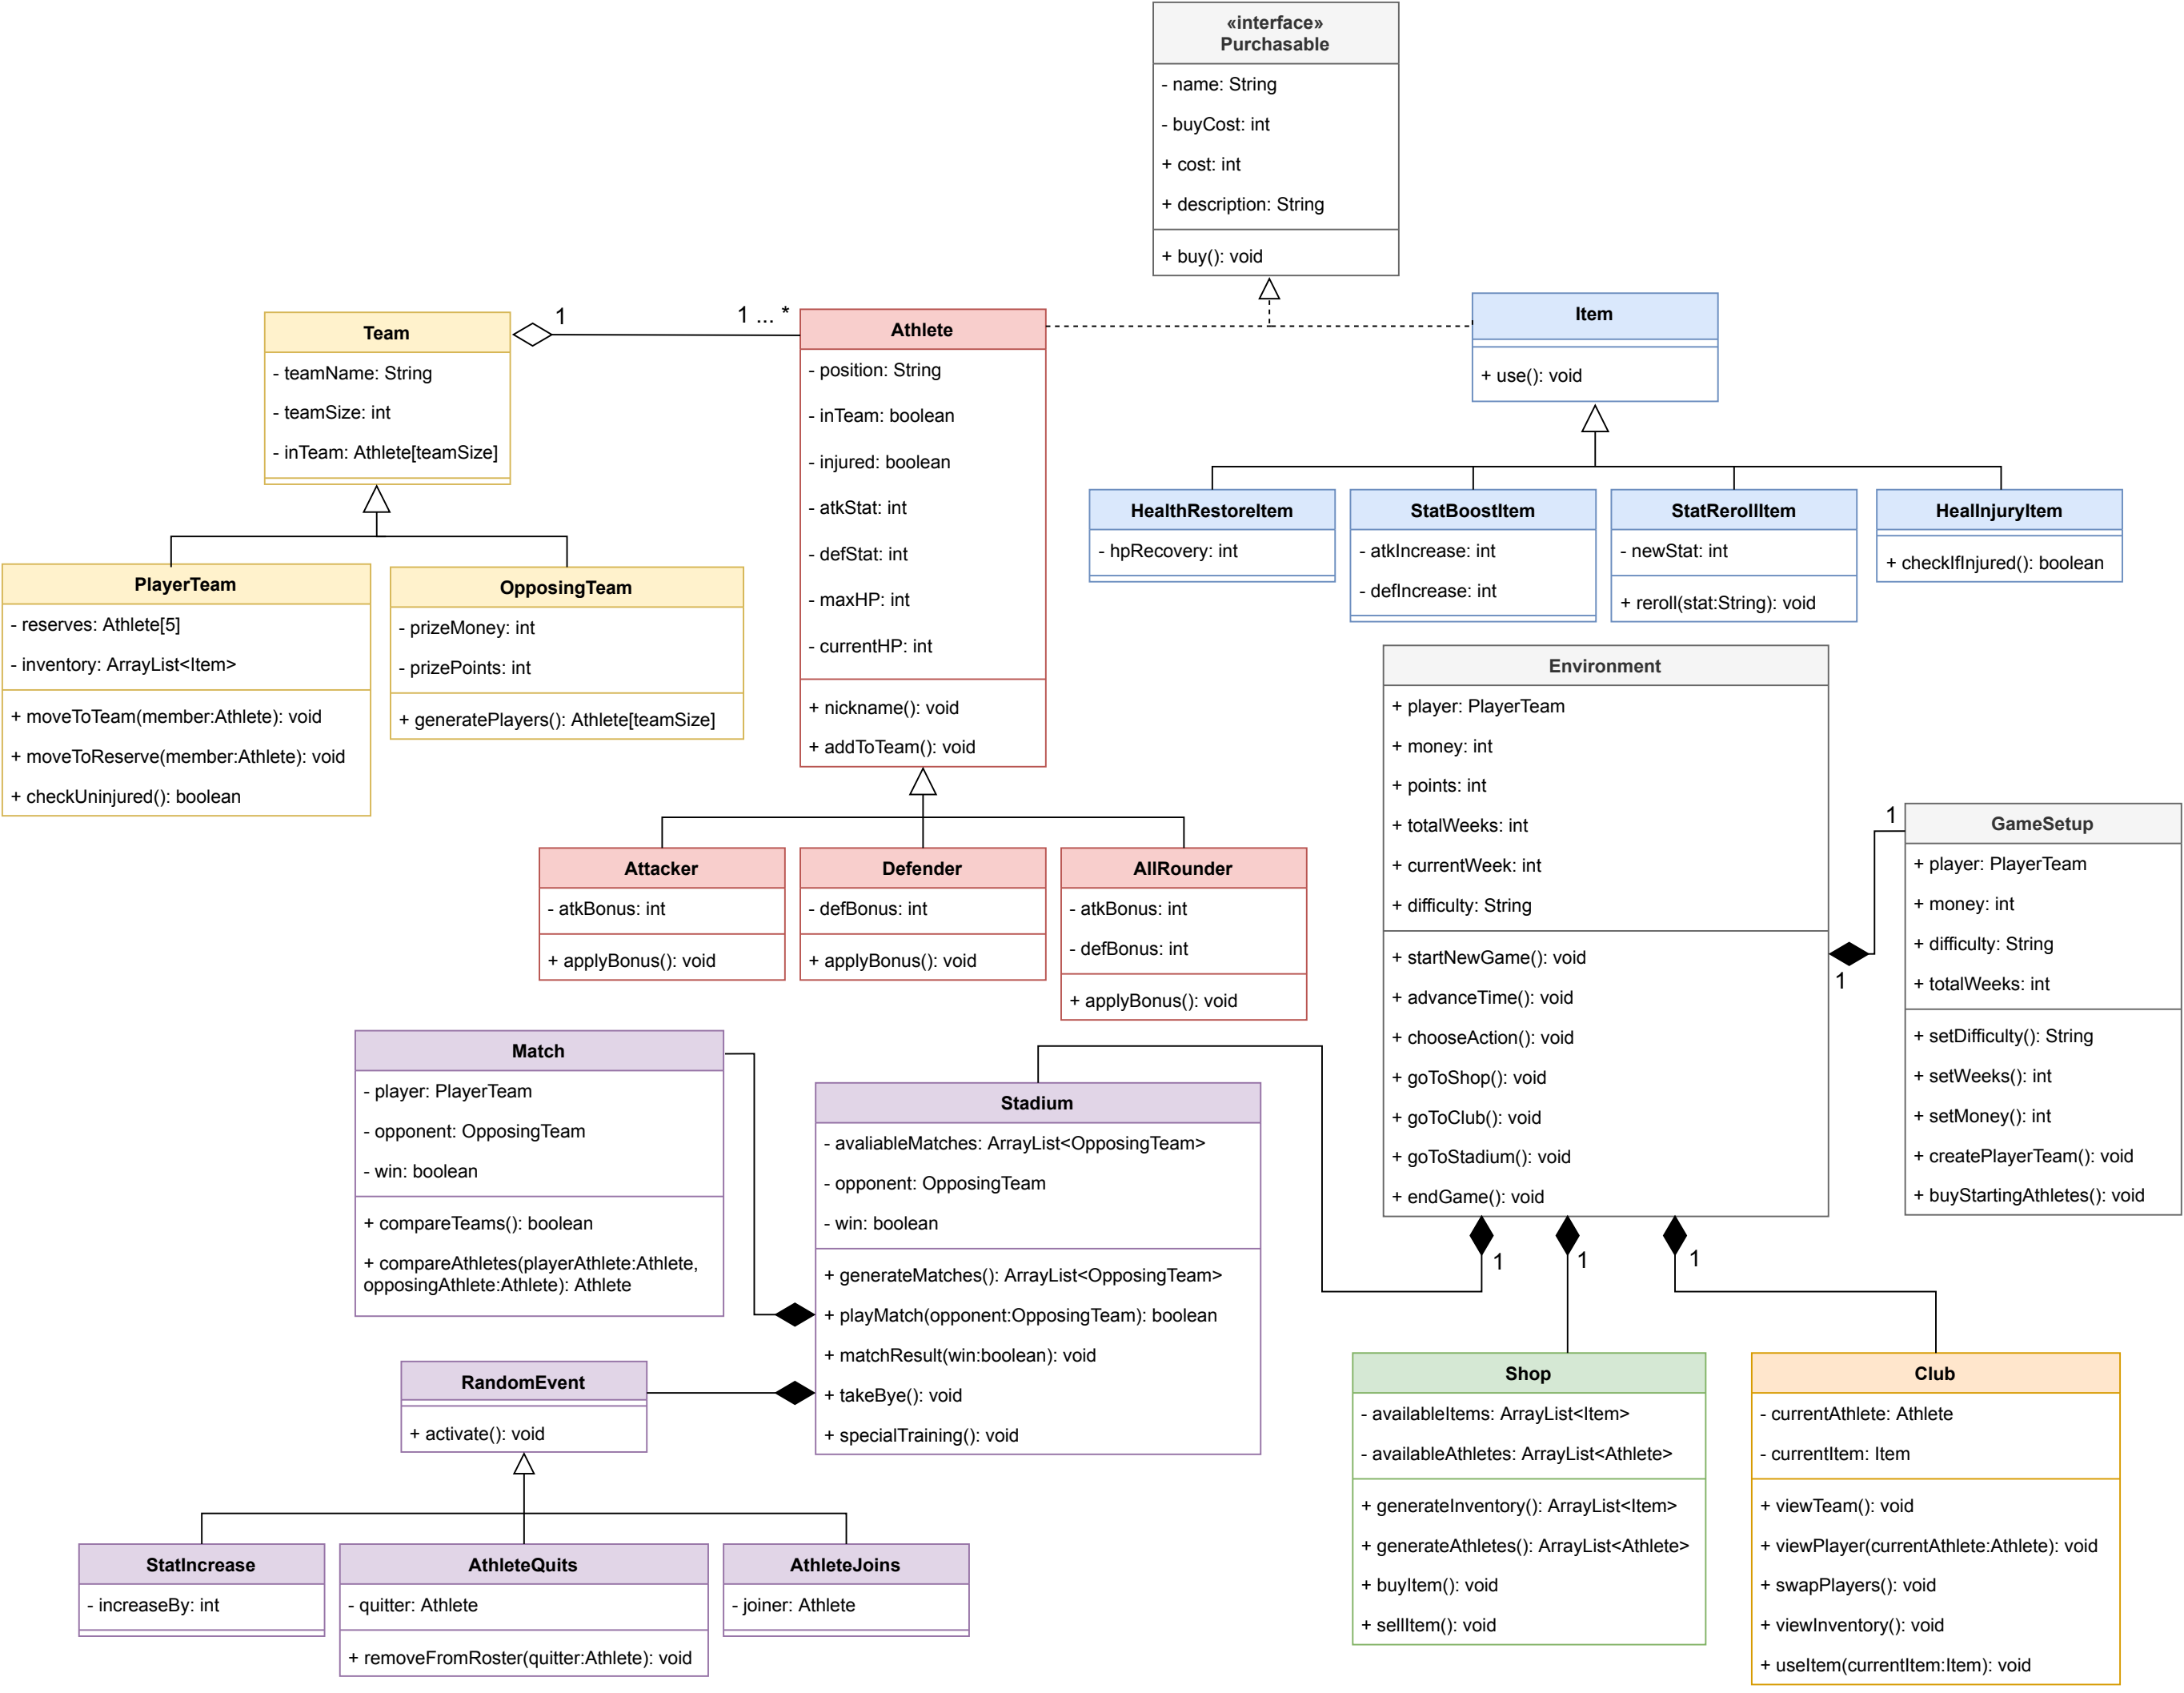 «interface»
Purchasable
- name: String
- buyCost: int
+ cost: int
+ description: String
+ buy(): void
Team
- teamName: String
- teamSize: int
- inTeam: Athlete[teamSize]
1
1 ... *
Athlete
- position: String
- inTeam: boolean
- injured: boolean
- atkStat: int
- defStat: int
- maxHP: int
- currentHP: int
+ nickname(): void
+ addToTeam(): void
Item
+ use(): void
HealthRestoreItem
- hpRecovery: int
StatBoostItem
- atkIncrease: int
- defIncrease: int
StatRerollItem
- newStat: int
+ reroll(stat:String): void
HealInjuryItem
+ checkIfInjured(): boolean
PlayerTeam
- reserves: Athlete[5]
- inventory: ArrayList<Item>
+ moveToTeam(member:Athlete): void
+ moveToReserve(member:Athlete): void
+ checkUninjured(): boolean
OpposingTeam
- prizeMoney: int
- prizePoints: int
+ generatePlayers(): Athlete[teamSize]
Attacker
- atkBonus: int
+ applyBonus(): void
Defender
- defBonus: int
+ applyBonus(): void
AllRounder
- atkBonus: int
- defBonus: int
+ applyBonus(): void
Environment
+ player: PlayerTeam
+ money: int
+ points: int
+ totalWeeks: int
+ currentWeek: int
+ difficulty: String
+ startNewGame(): void
+ advanceTime(): void
+ chooseAction(): void
+ goToShop(): void
+ goToClub(): void
+ goToStadium(): void
+ endGame(): void
1
1
GameSetup
+ player: PlayerTeam
+ money: int
+ difficulty: String
+ totalWeeks: int
+ setDifficulty(): String
+ setWeeks(): int
+ setMoney(): int
+ createPlayerTeam(): void
+ buyStartingAthletes(): void
1
1
1
Match
- player: PlayerTeam
- opponent: OpposingTeam
- win: boolean
+ compareTeams(): boolean
+ compareAthletes(playerAthlete:Athlete,
opposingAthlete:Athlete): Athlete
Stadium
- avaliableMatches: ArrayList<OpposingTeam>
- opponent: OpposingTeam
- win: boolean
+ generateMatches(): ArrayList<OpposingTeam>
+ playMatch(opponent:OpposingTeam): boolean
+ matchResult(win:boolean): void
+ takeBye(): void
+ specialTraining(): void
RandomEvent
+ activate(): void
StatIncrease
- increaseBy: int
AthleteQuits
- quitter: Athlete
+ removeFromRoster(quitter:Athlete): void
AthleteJoins
- joiner: Athlete
Shop
- availableItems: ArrayList<Item>
- availableAthletes: ArrayList<Athlete>
+ generateInventory(): ArrayList<Item>
+ generateAthletes(): ArrayList<Athlete>
+ buyItem(): void
+ sellItem(): void
Club
- currentAthlete: Athlete
- currentItem: Item
+ viewTeam(): void
+ viewPlayer(currentAthlete:Athlete): void
+ swapPlayers(): void
+ viewInventory(): void
+ useItem(currentItem:Item): void